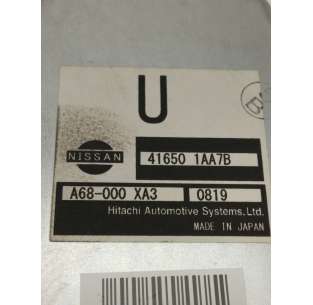 U
B
NISSAN
41650 1AA7B
A68-000 XA3 0819
Hitachi Automotive Systems,Ltd.
MADE IN JAPAN